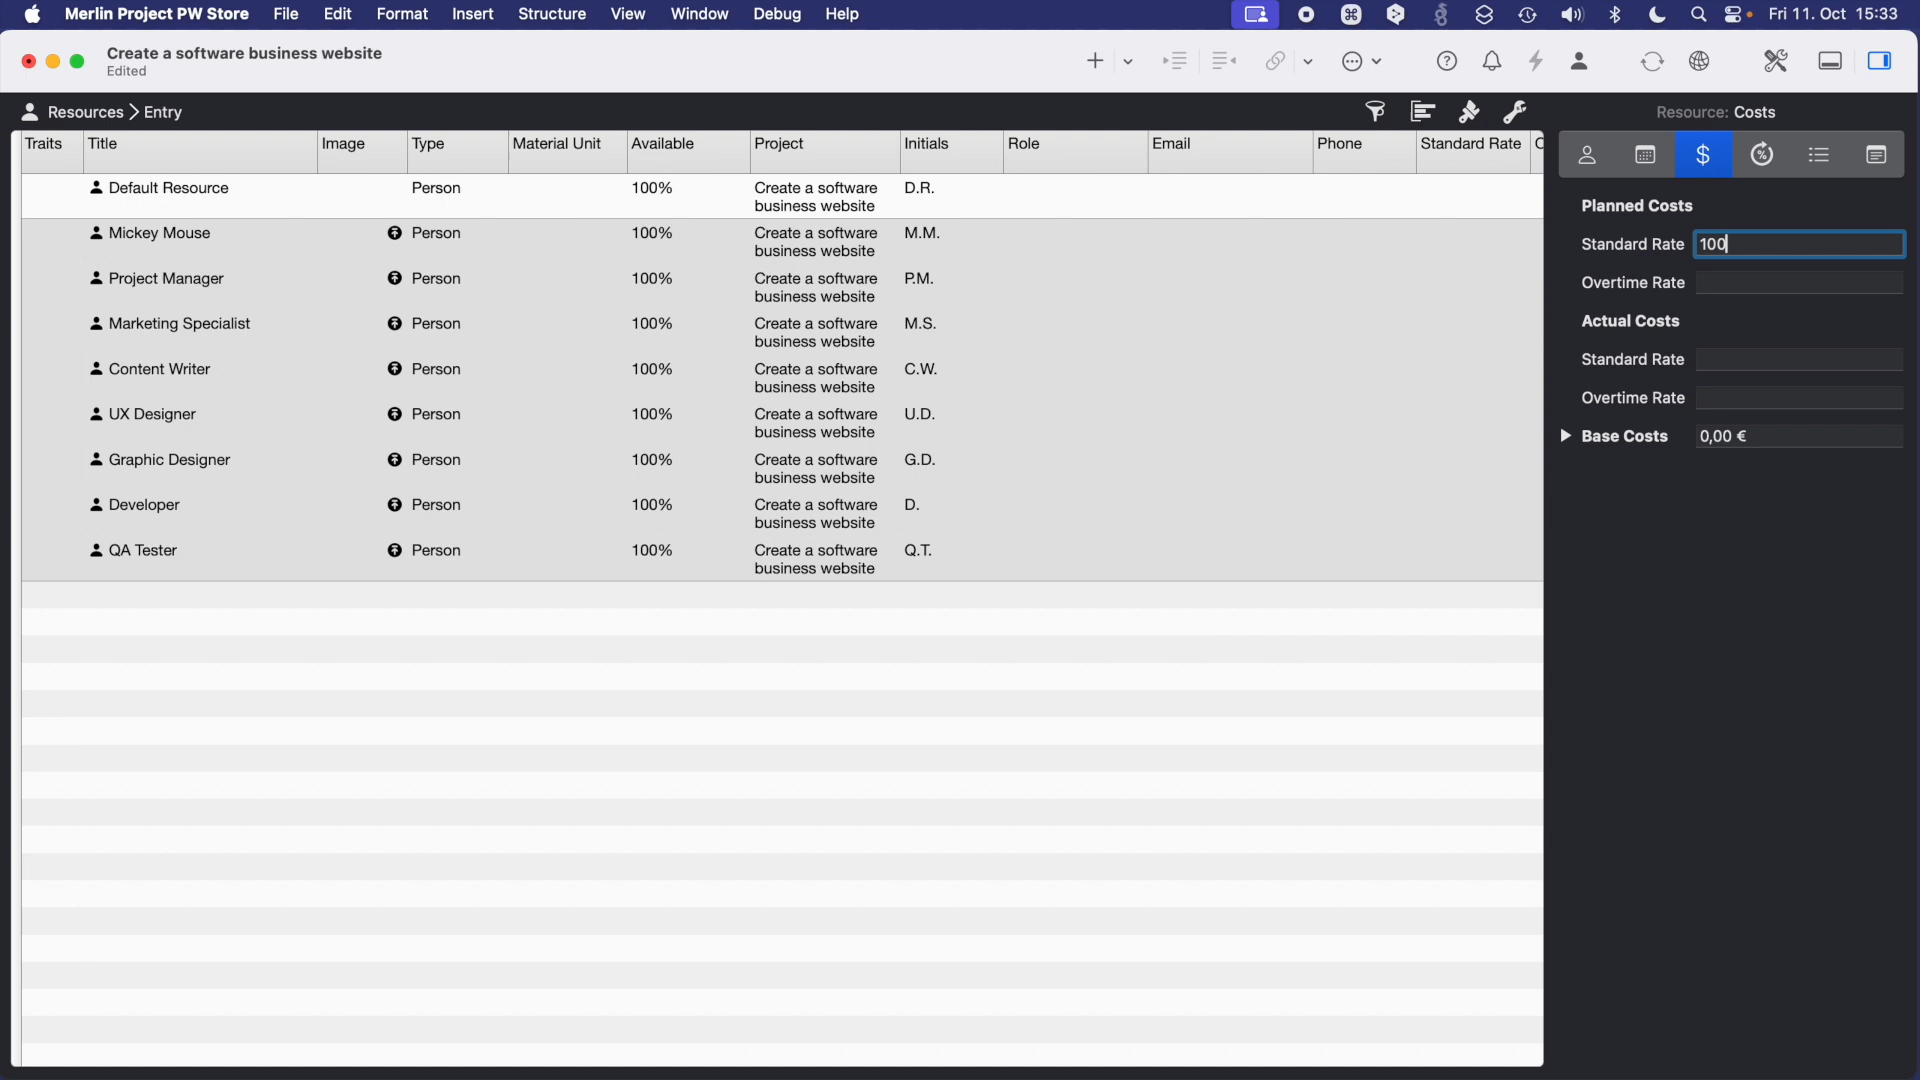 Merlin Project PW Store File Edit Format Insert Structure View Window Debug Help Fri 11. Oct 15:33
Create a software business website
Edited
Resources Entry
Resource: Costs
Traits Title Image Type Material Unit Available Project Initials Role Email Phone Standard Rate
Default Resource Person 100% Create a software D.R.
business website
Mickey Mouse Person 100% Create a software M.M.
business website
Project Manager Person 100% Create a software P.M.
business website
Marketing Specialist Person 100% Create a software M.S.
business website
Content Writer Person 100% Create a software C.W.
business website
UX Designer Person 100% Create a software U.D.
business website
Graphic Designer Person 100% Create a software G.D.
business website
Developer Person 100% Create a software D.
business website
QA Tester Person 100% Create a software Q.T.
business website
Planned Costs
Standard Rate 100
Overtime Rate
Actual Costs
Standard Rate
Overtime Rate
Base Costs 0,00 €